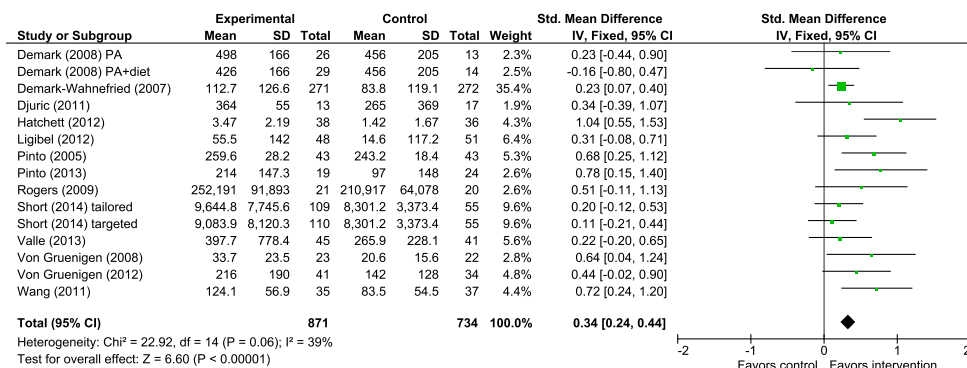 Experimental Control Std. Mean Difference Std. Mean Difference
Study or Subgroup Mean SD Total Mean SD Total Weight IV, Fixed, 95% CI IV, Fixed, 95% CI
Demark (2008) PA 498 166 26 456 205 13 2.3% 0.23 [-0.44, 0.90]
Demark (2008) PA+diet 426 166 29 456 205 14 2.6% -0.16 [-0.80, 0.47]
Demark-Wahnefried (2007) 112.7 126.6 271 83.8 119.1 272 35.4% 0.23 [0.07, 0.40]
Djuric (2011) 364 55 13 265 369 17 1.9% 0.34 [-0.39, 1.07]
Hatchett (2012) 3.47 2.19 38 1.42 1.67 36 4.2% 1.04 [0.55, 1.53]
Ligibel (2012) 55.5 142 48 14.6 117.2 51 6.4% 0.31 [-0.08, 0.71]
Pinto (2005) 259.6 28.2 43 243.2 18.4 43 5.3% 0.68 [0.25, 1.12]
Pinto (2013) 214 147.3 19 97 148 24 2.6% 0.78 [0.15, 1.40]
Rogers (2009) 252,191 91,893 21 210,917 64,078 20 2.6% 0.51 [-0.11, 1.13]
Short (2014) tailored 9,644.8 7,745.6 109 8,301.2 3,373.4 55 9.6% 0.20 [-0.12, 0.53]
Short (2014) targeted 9,083.9 8,120.3 110 8,301.2 3,373.4 55 9.6% 0.11 [-0.21, 0.44]
Valle (2013) 397.7 778.4 45 265.9 228.1 41 5.6% 0.22 [-0.20, 0.65]
Von Gruenigen (2008) 33.7 23.5 23 20.6 15.6 22 2.8% 0.64 [0.04, 1.24]
Von Gruenigen (2012) 216 190 41 142 128 34 4.7% 0.44 [-0.02, 0.90]
Wang (2011) 124.1 56.9 35 83.5 54.5 37 4.4% 0.72 [0.24, 1.20]
Total (95% CI) 871 734 100.0% 0.34 [0.24, 0.44]
Heterogeneity: Chi² = 22.92, df = 14 (P = 0.06); I² = 39%
Test for overall effect: Z = 6.60 (P < 0.00001)
-2 -1 0 1 2
Favors control Favors intervention